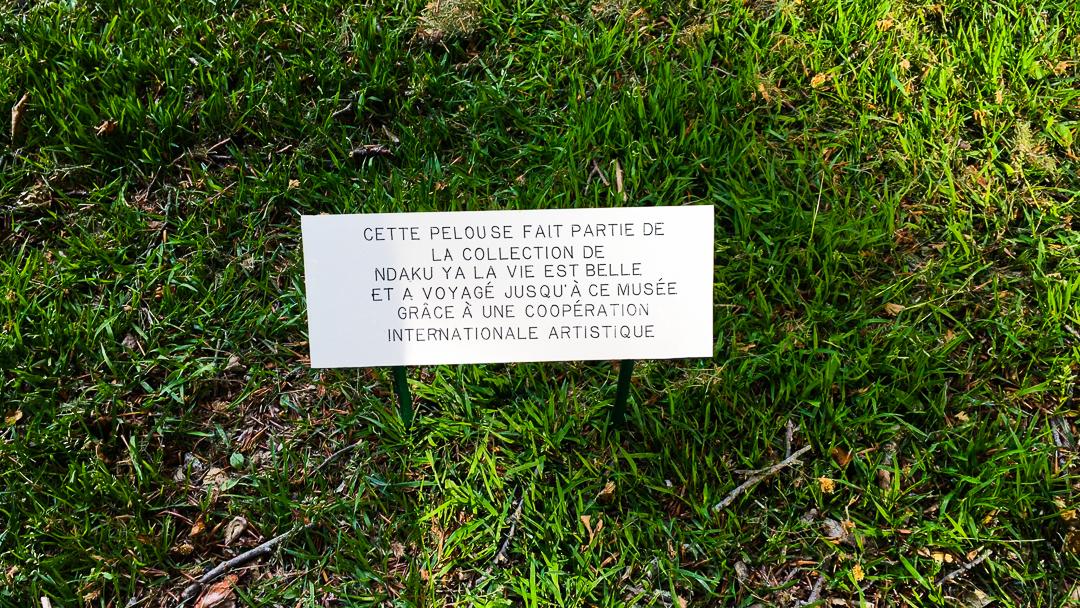 CETTE PELOUSE FAIT PARTIE DE
LA COLLECTION DE
NDAKU YA LA VIE EST BELLE
ET A VOYAGÉ JUSQU'À CE MUSÉE
GRÂCE À UNE COOPÉRATION
INTERNATIONALE ARTISTIQUE